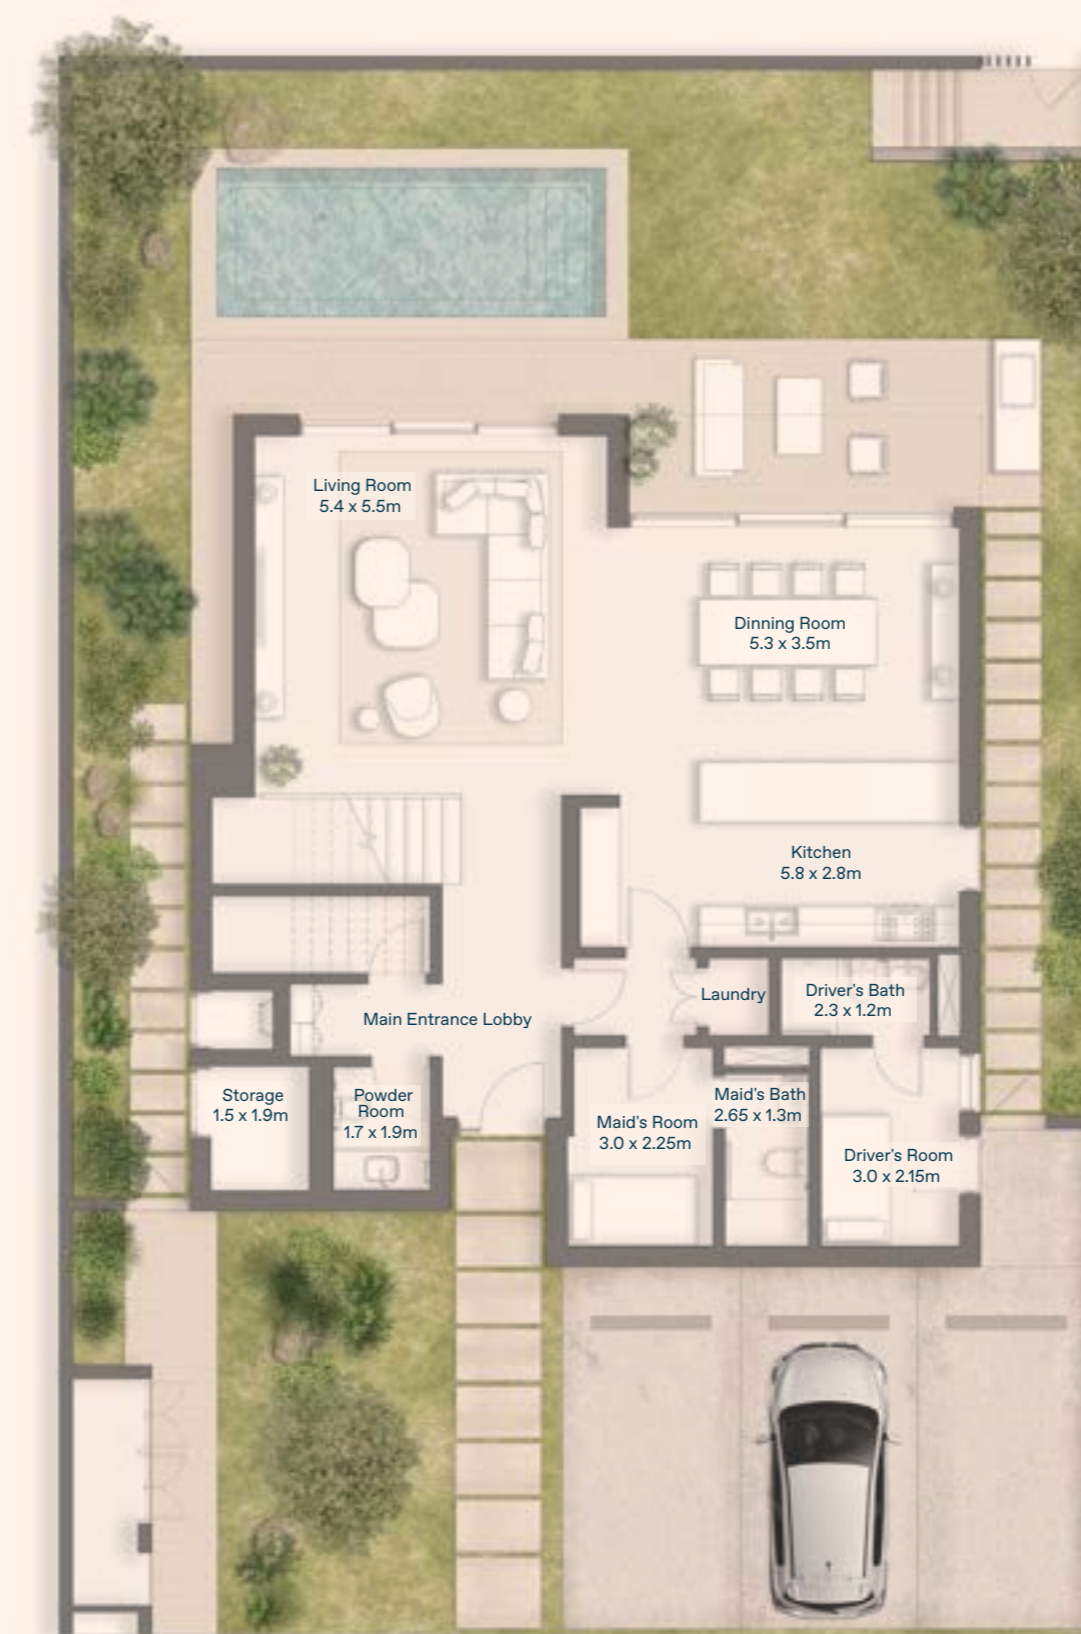 Living Room
5.4 x 5.5m
Dinning Room
5.3 x 3.5m
Kitchen
5.8 x 2.8m
Laundry
Driver's Bath
2.3 x 1.2m
Main Entrance Lobby
Storage
1.5 x 1.9m
Powder
Room
1.7 x 1.9m
Maid's Room
3.0 x 2.25m
Maid's Bath
2.65 x 1.3m
Driver's Room
3.0 x 2.15m